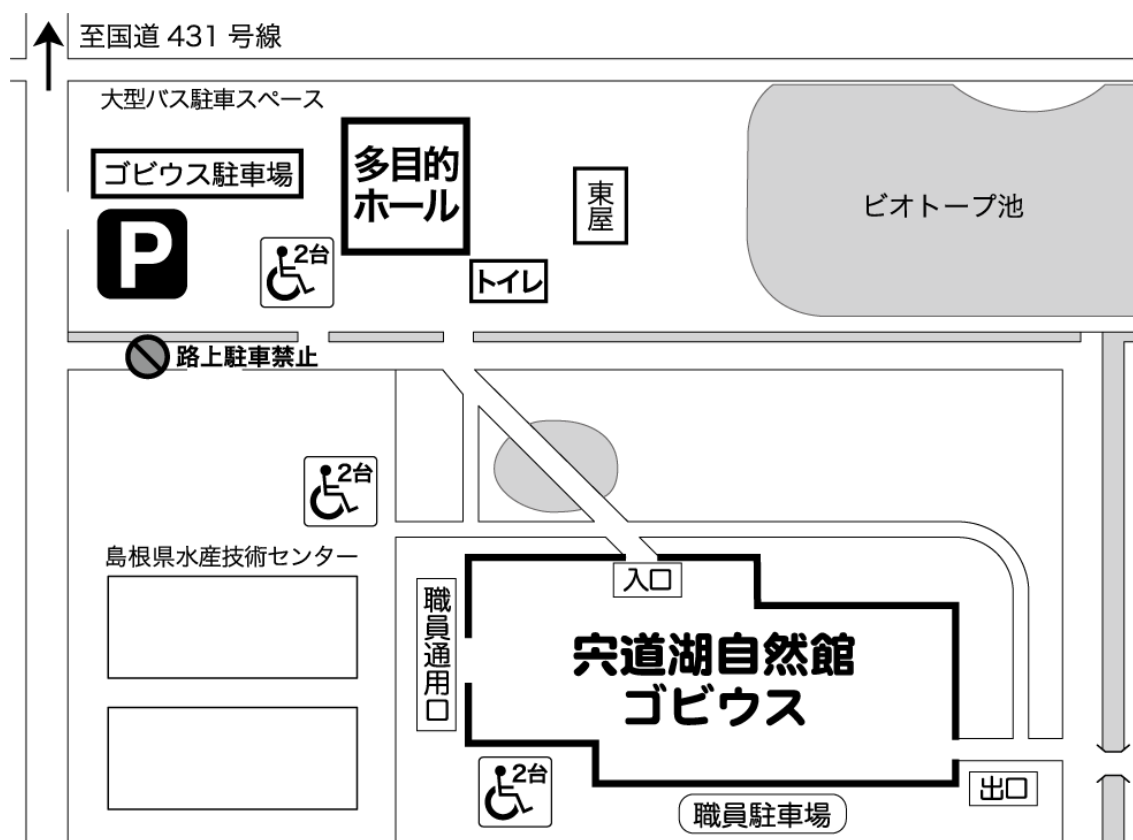 至国道 431 号線
大型バス駐車スペース
ゴビウス駐車場
P
2台
多目的
ホール
トイレ
東屋
ビオトープ池
路上駐車禁止
2台
島根県水産技術センター
職員通用口
入口
宍道湖自然館
ゴビウス
2台
職員駐車場
出口